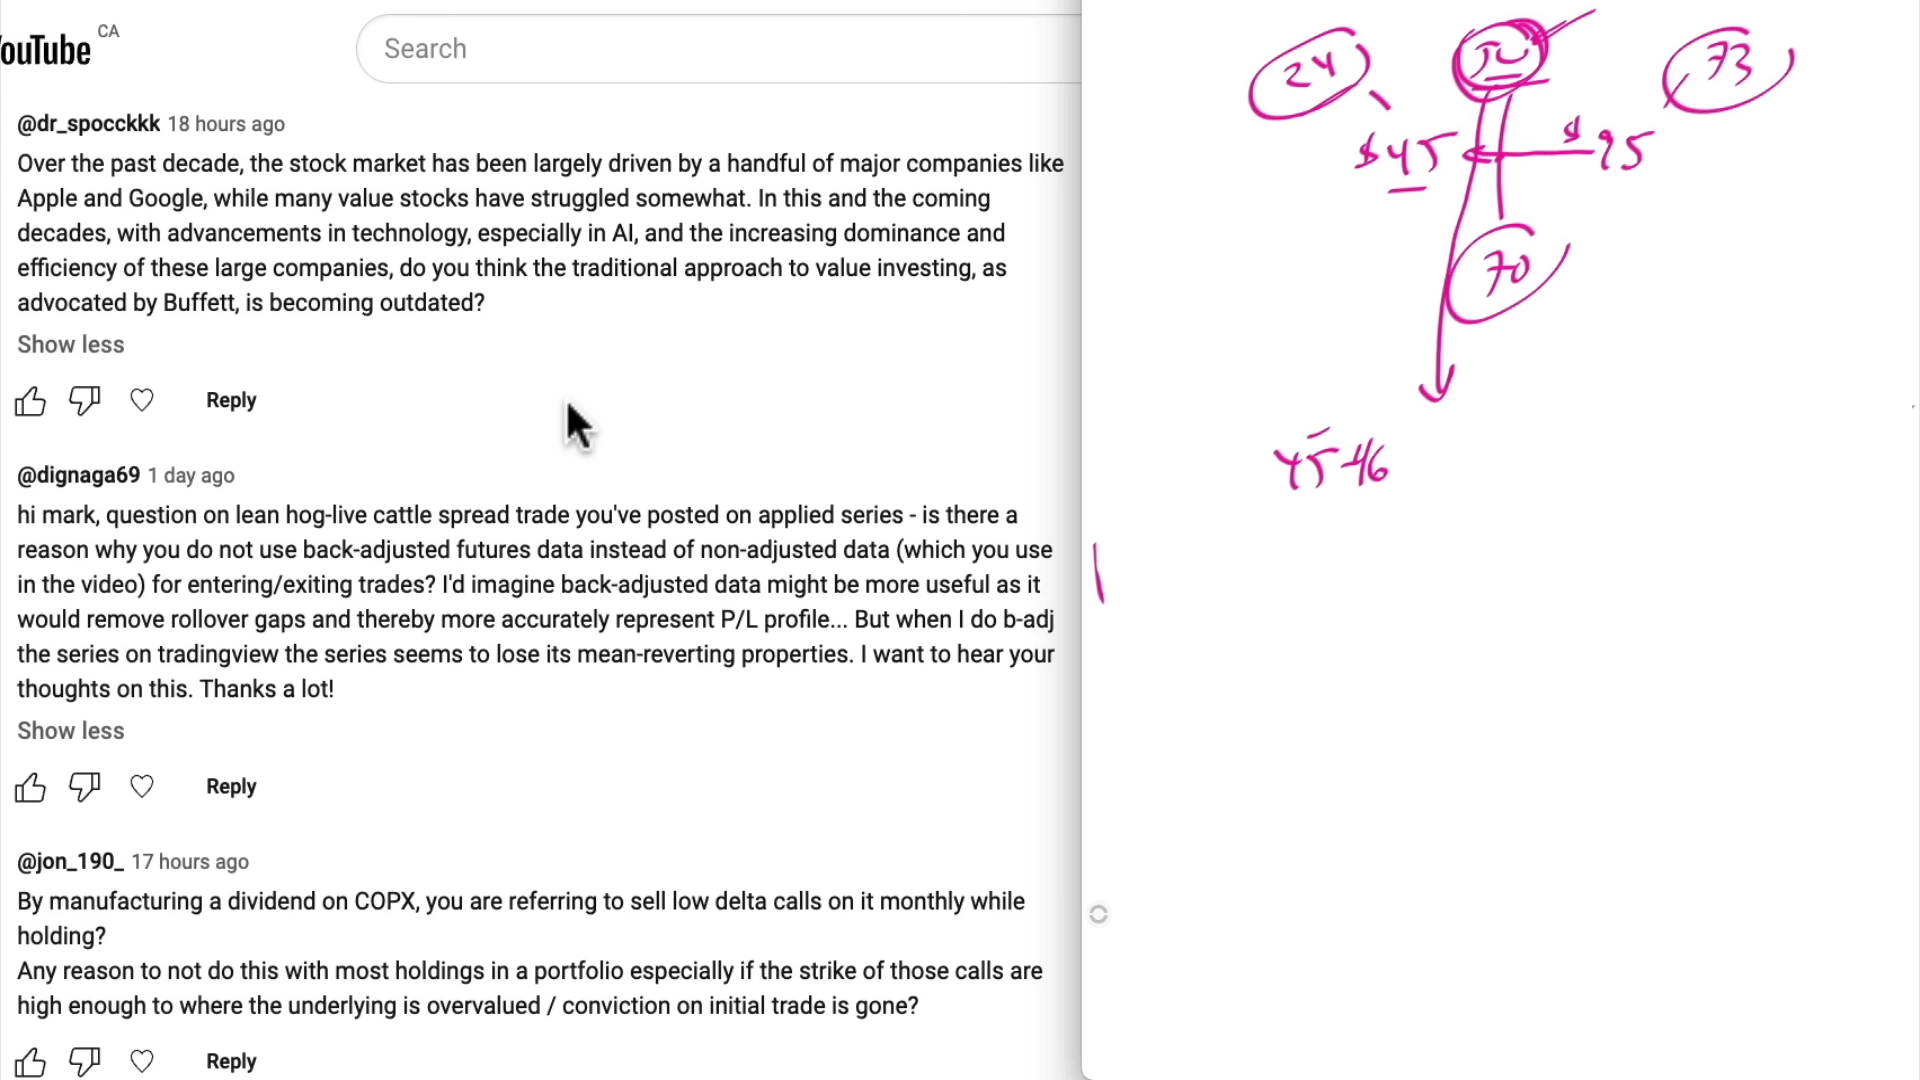 ouTube CA
Search
@dr_spocckkk 18 hours ago
Over the past decade, the stock market has been largely driven by a handful of major companies like
Apple and Google, while many value stocks have struggled somewhat. In this and the coming
decades, with advancements in technology, especially in AI, and the increasing dominance and
efficiency of these large companies, do you think the traditional approach to value investing, as
advocated by Buffett, is becoming outdated?
Show less
Reply
@dignaga69 1 day ago
hi mark, question on lean hog-live cattle spread trade you've posted on applied series - is there a
reason why you do not use back-adjusted futures data instead of non-adjusted data (which you use
in the video) for entering/exiting trades? I'd imagine back-adjusted data might be more useful as it
would remove rollover gaps and thereby more accurately represent P/L profile... But when I do b-adj
the series on tradingview the series seems to lose its mean-reverting properties. I want to hear your
thoughts on this. Thanks a lot!
Show less
Reply
@jon_190_ 17 hours ago
By manufacturing a dividend on COPX, you are referring to sell low delta calls on it monthly while
holding?
Any reason to not do this with most holdings in a portfolio especially if the strike of those calls are
high enough to where the underlying is overvalued / conviction on initial trade is gone?
Reply
24 73
$45 $95
70
45 46